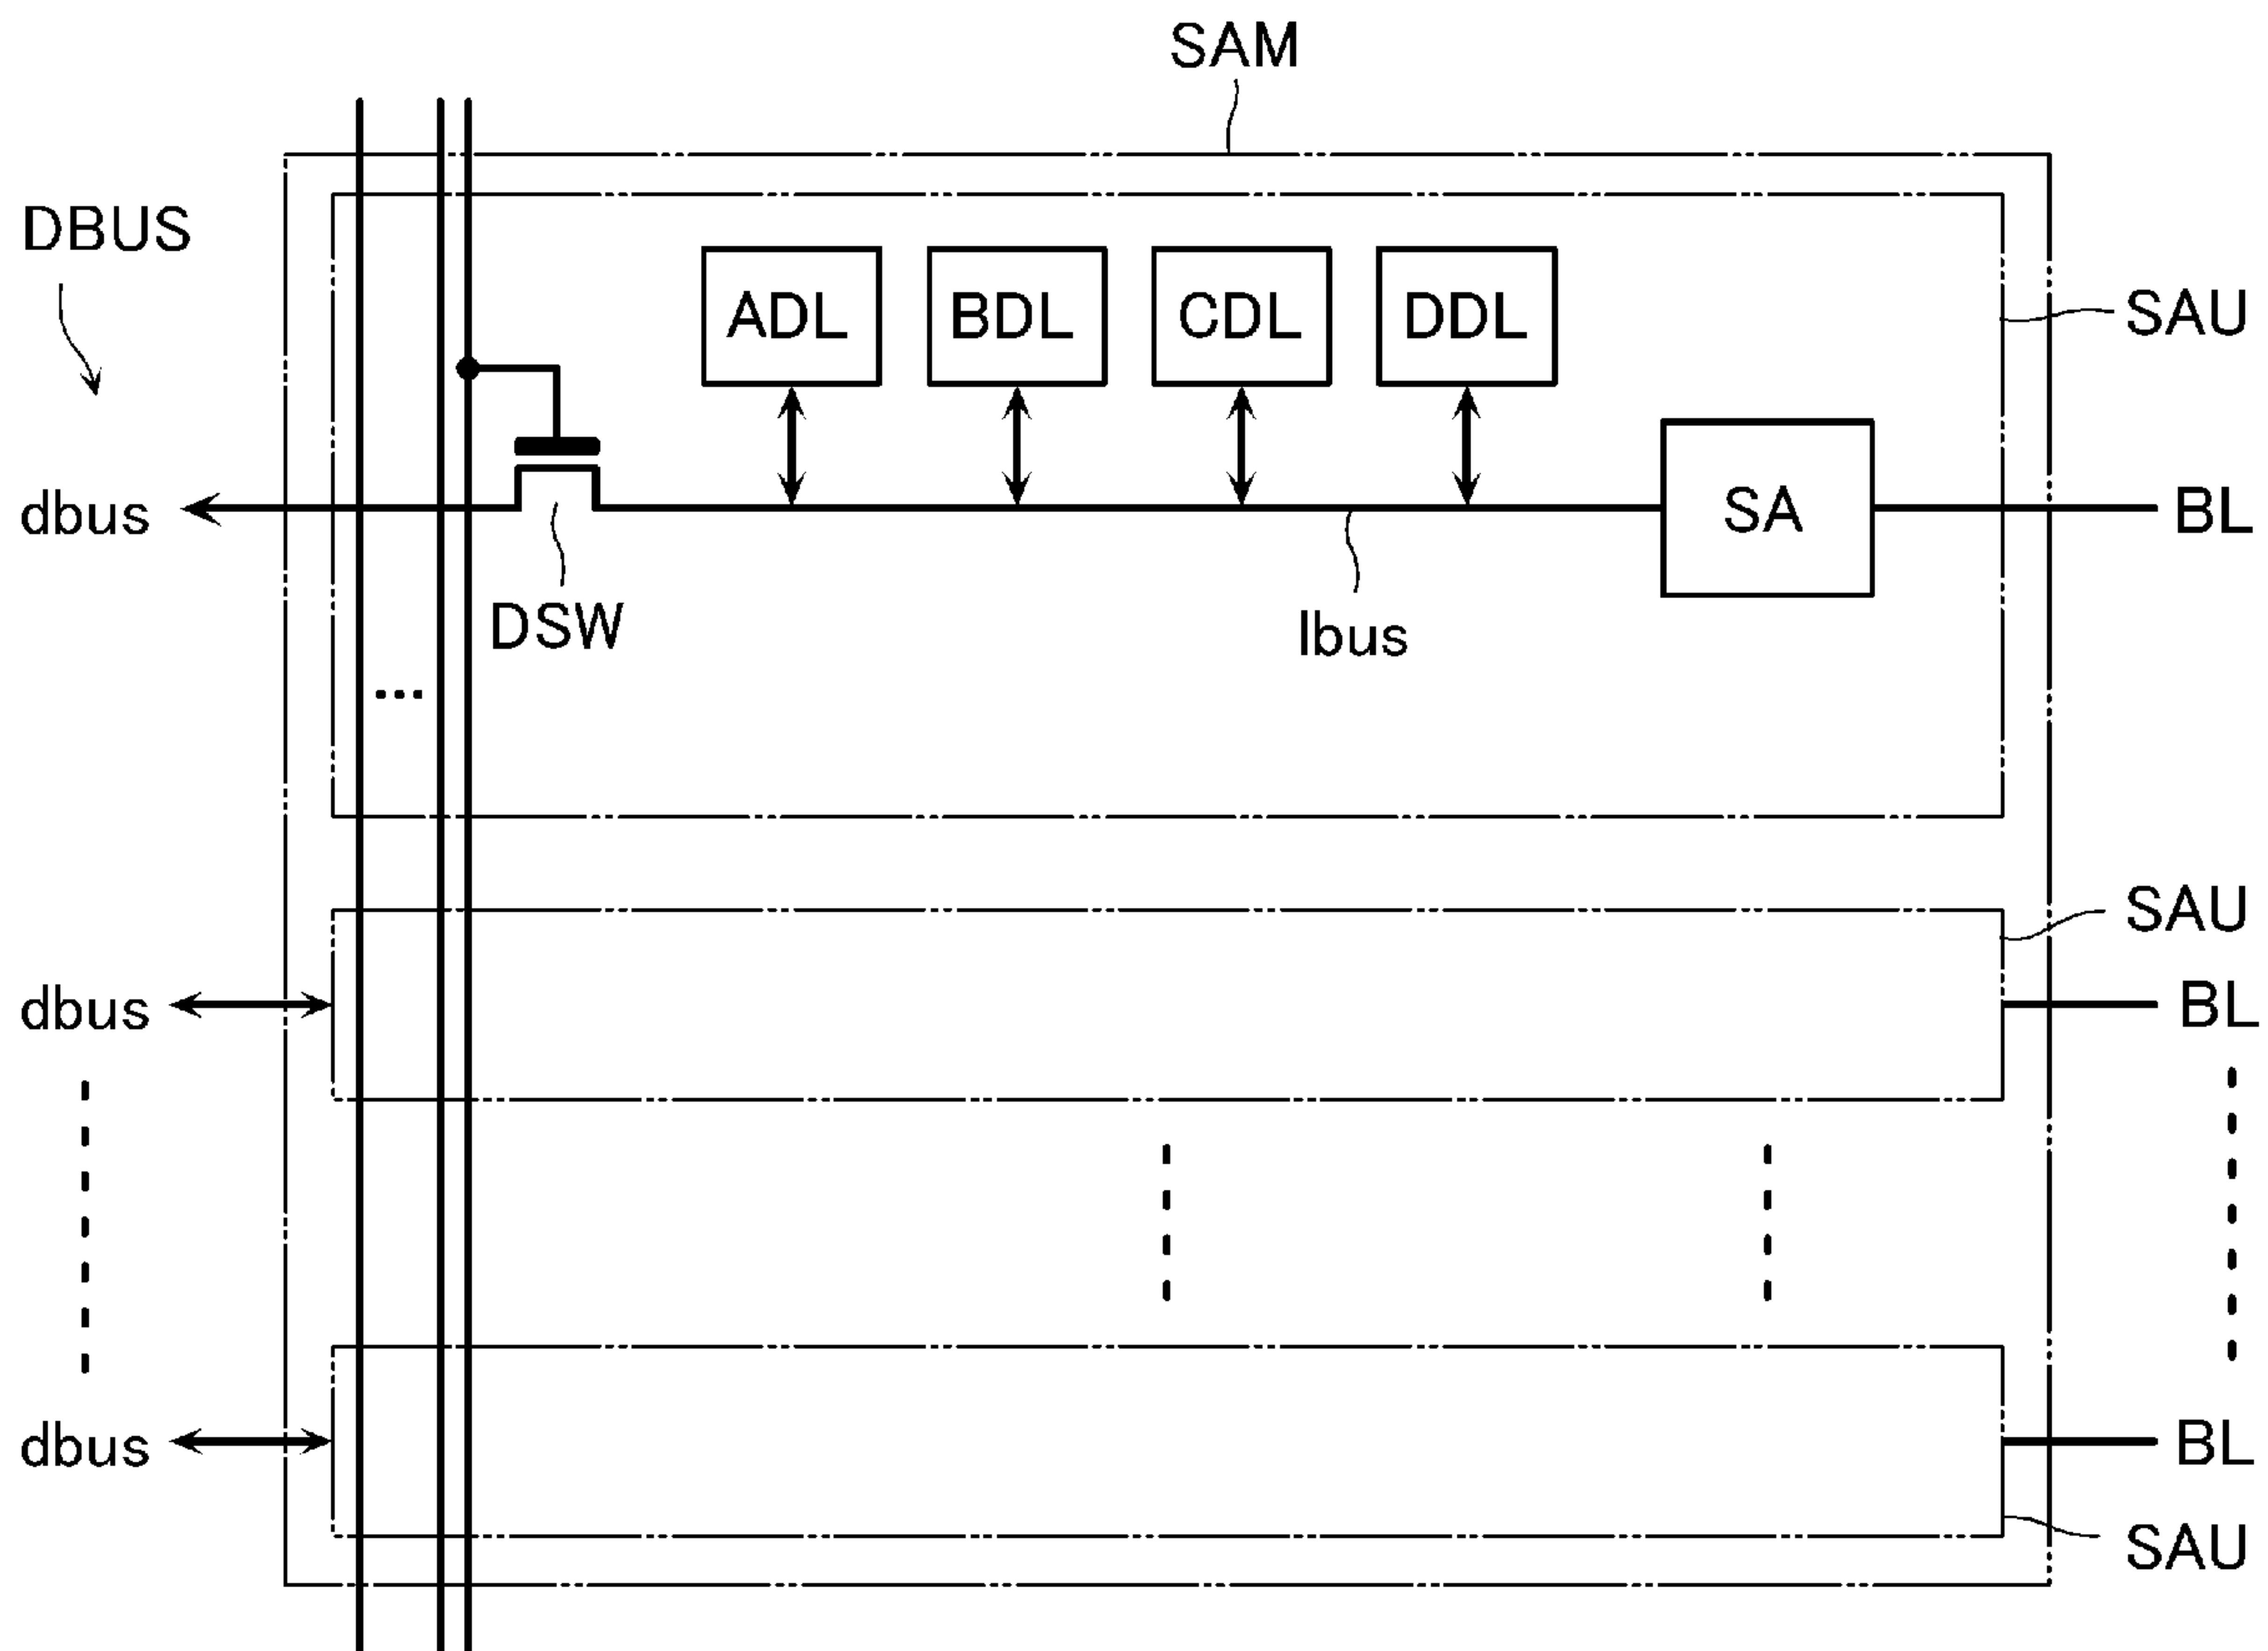 SAM
DBUS
ADL BDL CDL DDL
SAU
dbus
SA
BL
DSW
lbus
...
SAU
dbus
BL
dbus
BL
SAU